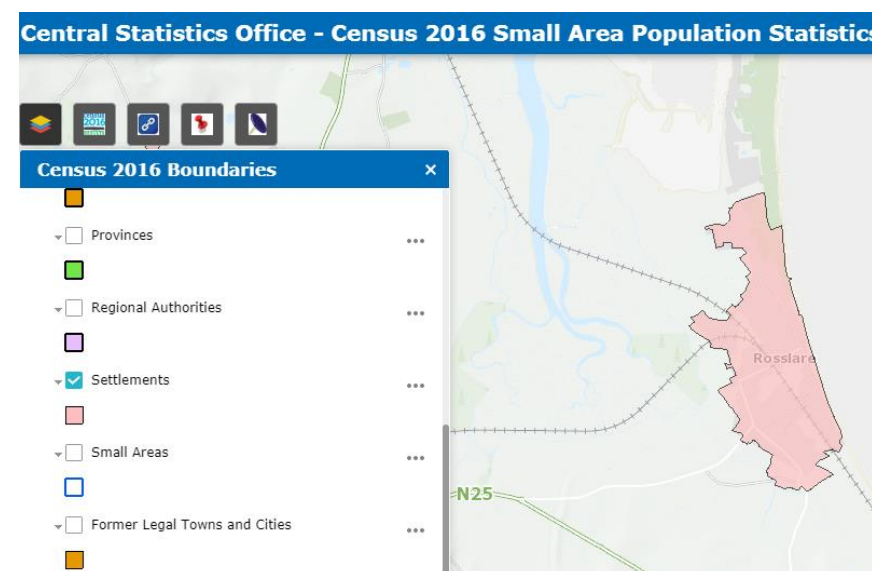 Central Statistics Office - Census 2016 Small Area Population Statistics
2016
Census 2016 Boundaries
Provinces
Regional Authorities
Settlements
Small Areas
Former Legal Towns and Cities
Rosslare
N25